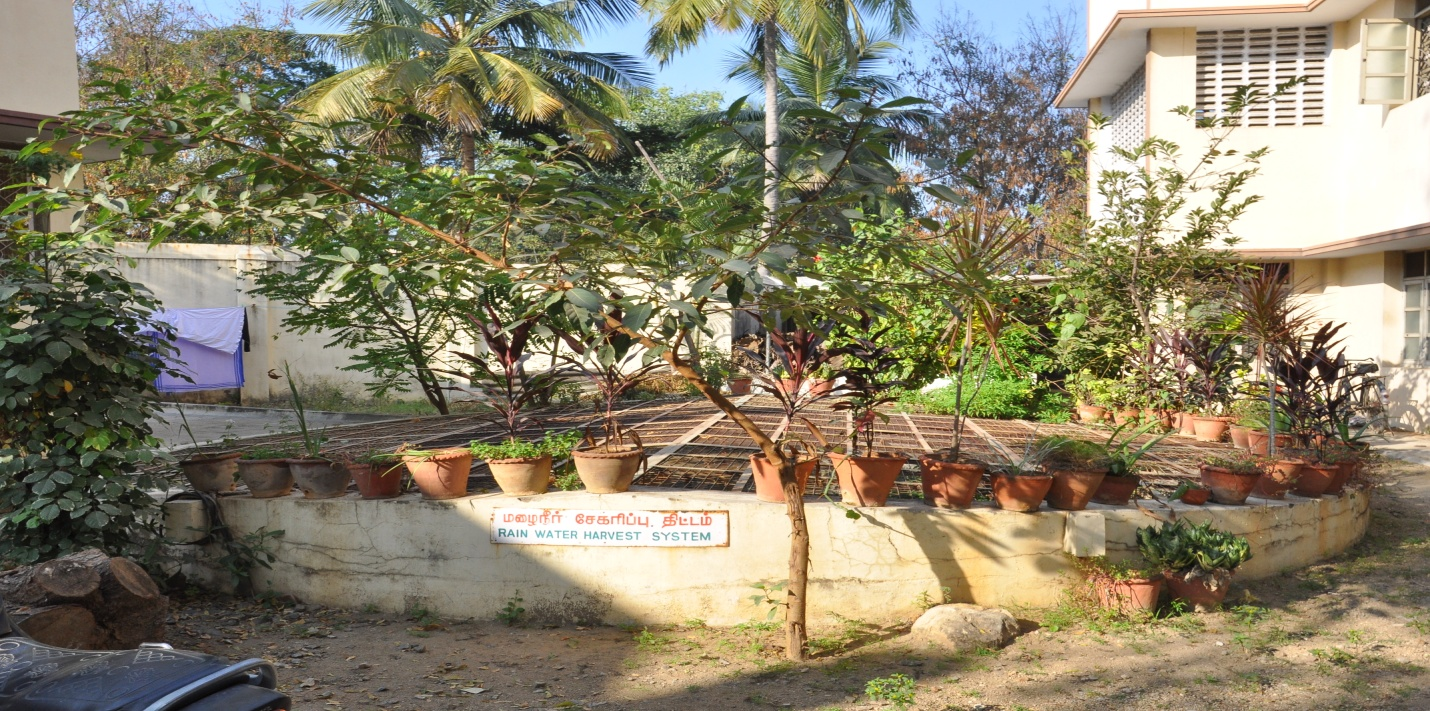 மழைநீர் சேகரிப்பு திட்டம்
RAIN WATER HARVEST SYSTEM